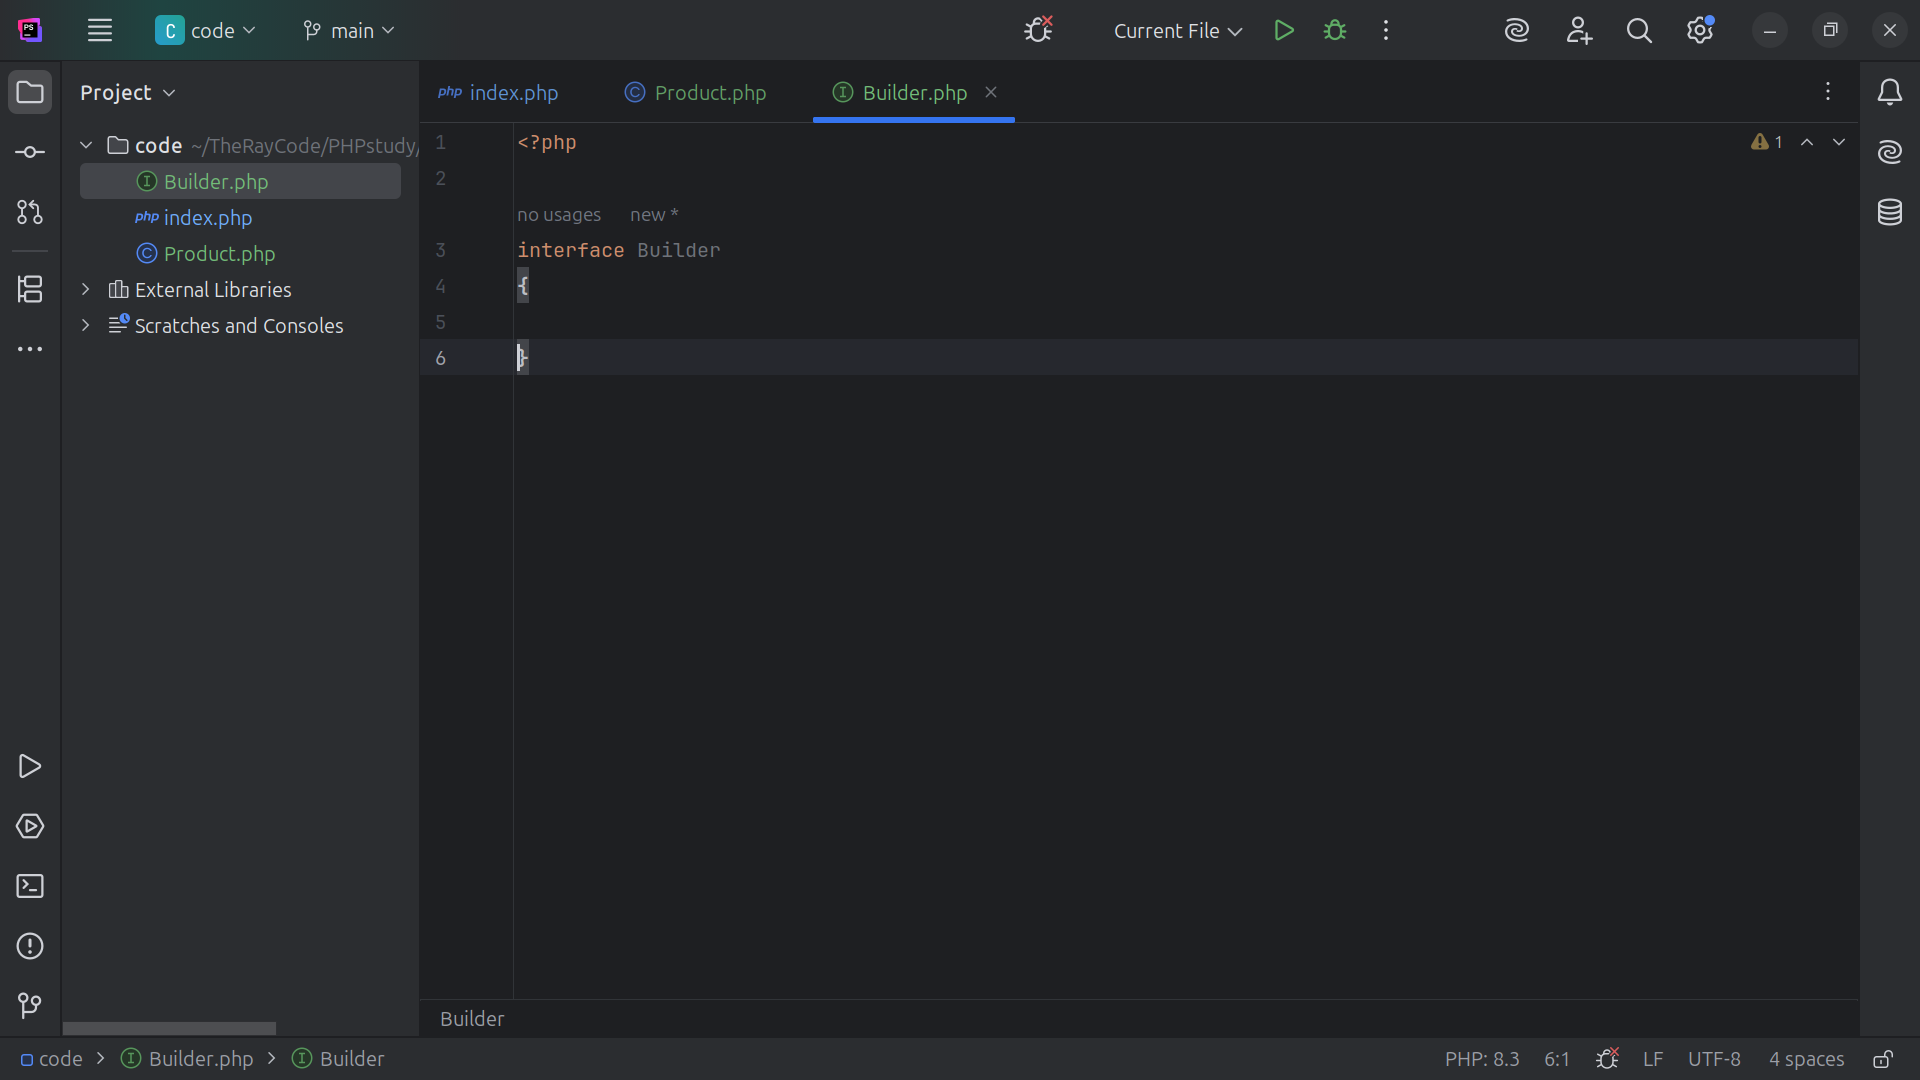 PS
C code main Current File
Project
index.php Product.php Builder.php
code ~/TheRayCode/PHPstudy/
Builder.php
php index.php
Product.php
External Libraries
Scratches and Consoles
1 <?php
2
no usages new *
3 interface Builder
4 {
5
6 }
1
Builder
code > Builder.php > Builder
PHP: 8.3 6:1 LF UTF-8 4 spaces